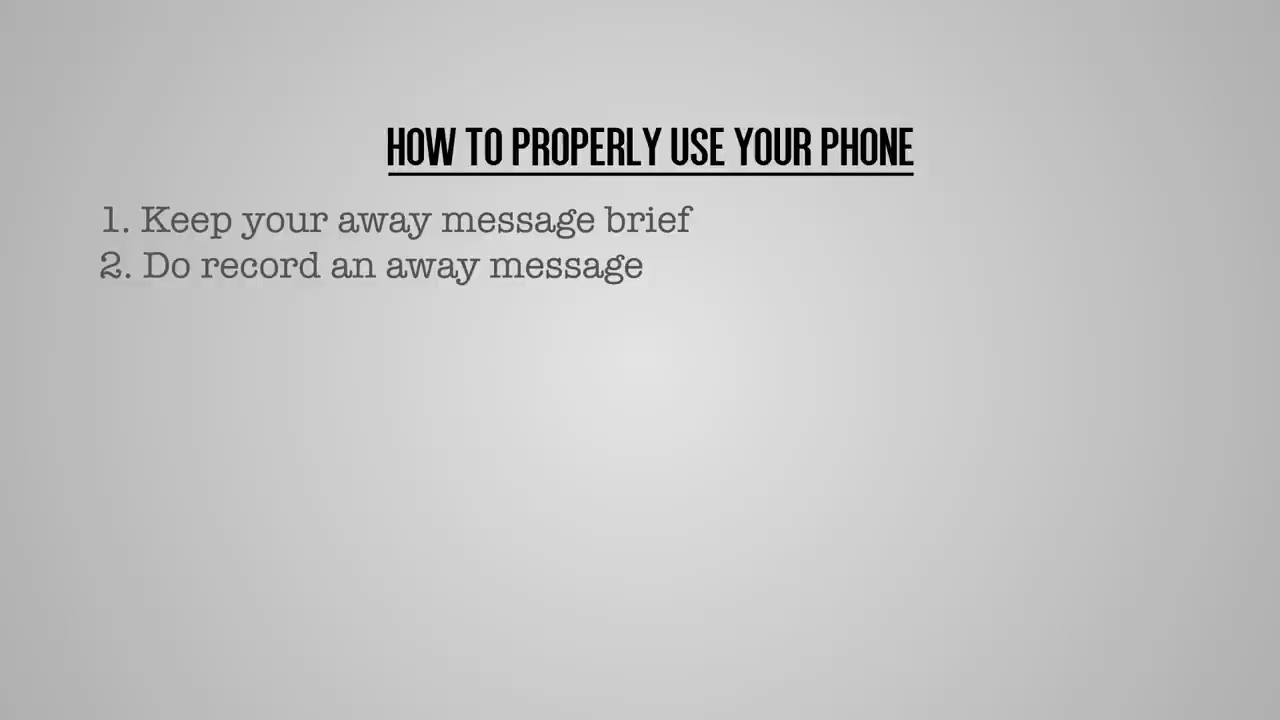 HOW TO PROPERLY USE YOUR PHONE
1. Keep your away message brief
2. Do record an away message